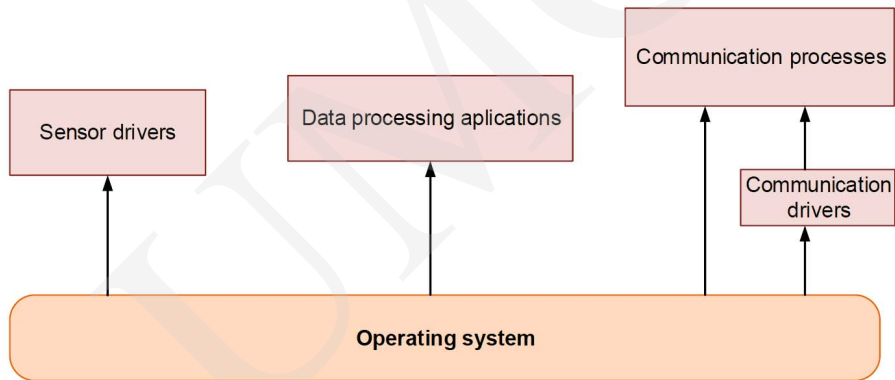 Communication processes
Sensor drivers
Data processing aplications
Communication
drivers
Operating system